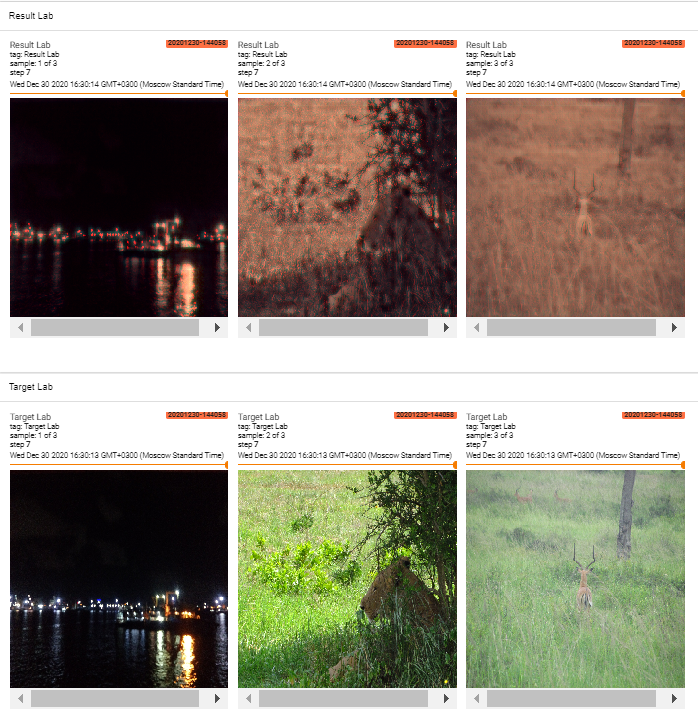 Result Lab
Result Lab 20201230-144058
tag: Result Lab
sample: 1 of 3
step 7
Wed Dec 30 2020 16:30:14 GMT+0300 (Moscow Standard Time)
Result Lab 20201230-144058
tag: Result Lab
sample: 2 of 3
step 7
Wed Dec 30 2020 16:30:14 GMT+0300 (Moscow Standard Time)
Result Lab 20201230-144058
tag: Result Lab
sample: 3 of 3
step 7
Wed Dec 30 2020 16:30:14 GMT+0300 (Moscow Standard Time)
Target Lab
Target Lab 20201230-144058
tag: Target Lab
sample: 1 of 3
step 7
Wed Dec 30 2020 16:30:13 GMT+0300 (Moscow Standard Time)
Target Lab 20201230-144058
tag: Target Lab
sample: 2 of 3
step 7
Wed Dec 30 2020 16:30:13 GMT+0300 (Moscow Standard Time)
Target Lab 20201230-144058
tag: Target Lab
sample: 3 of 3
step 7
Wed Dec 30 2020 16:30:13 GMT+0300 (Moscow Standard Time)